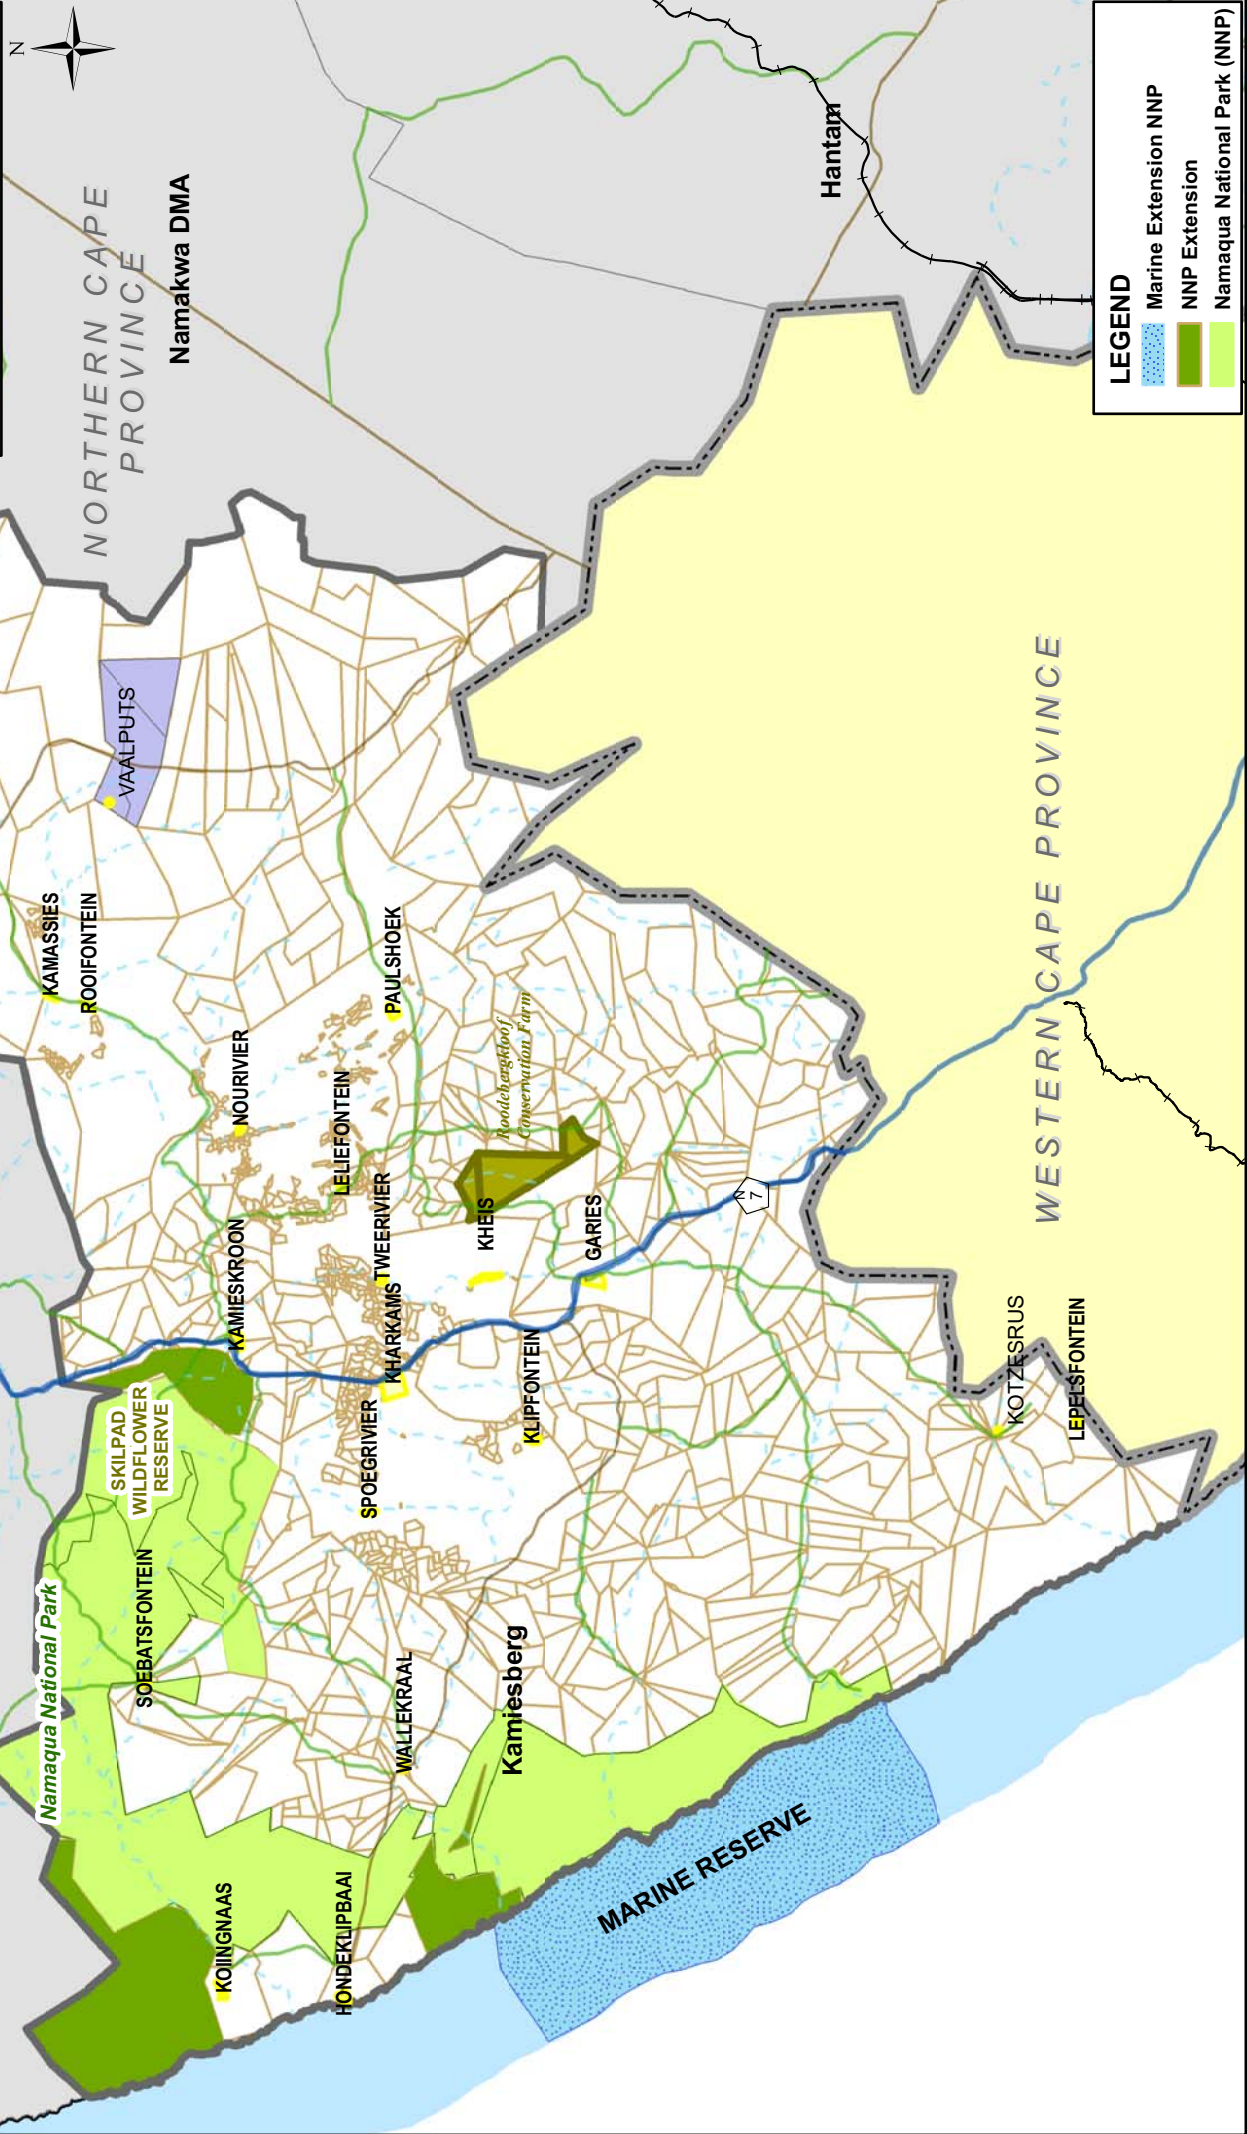 N
NORTHERN CAPE
PROVINCE
Namakwa DMA
Hantam
VAALPUTS
KAMASSIES
ROOIFONTEIN
NOURIVIER
PAULSHOEK
LELIEFONTEIN
Roodebergkloof
Conservation Farm
KAMIESKROON
TWEERIVIER
KHEIS
KHARKAMS
GARIES
N
7
SKILPAD
WILDFLOWER
RESERVE
SPOEGRIVIER
KLIPFONTEIN
KOTZESRUS
LEPELSFONTEIN
WESTERN CAPE PROVINCE
Namaqua National Park
SOEBATSFONTEIN
WALLEKRAAL
Kamiesberg
KOIINGNAAS
HONDEKLIPBAAI
MARINE RESERVE
LEGEND
Marine Extension NNP
NNP Extension
Namaqua National Park (NNP)